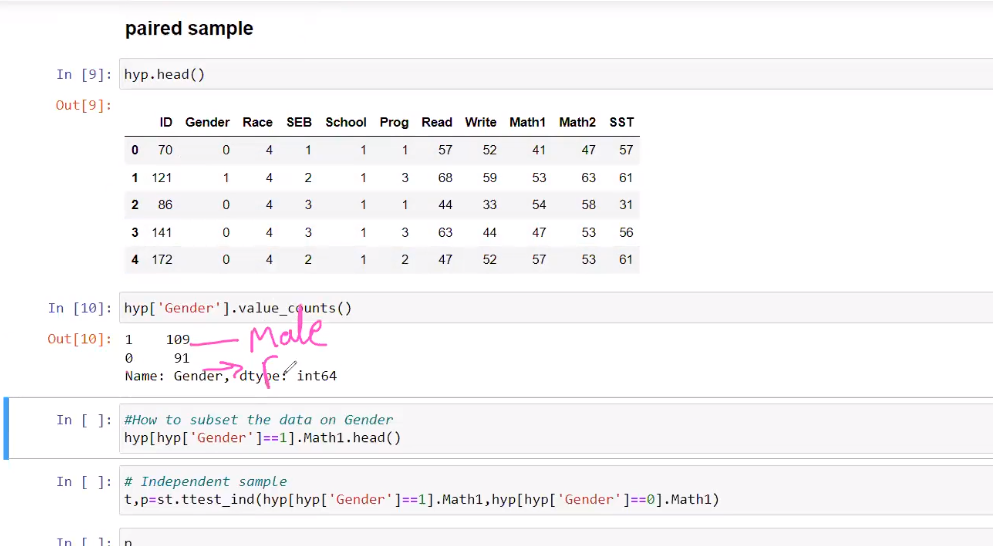 paired sample
In [9]: hyp.head()
Out[9]:
ID Gender Race SEB School Prog Read Write Math1 Math2 SST
0 70 0 4 1 1 1 57 52 41 47 57
1 121 1 4 2 1 3 68 59 53 63 61
2 86 0 4 3 1 1 44 33 54 58 31
3 141 0 4 3 1 3 63 44 47 53 56
4 172 0 4 2 1 2 47 52 57 53 61
In [10]: hyp['Gender'].value_counts()
Out[10]: 1 109 Male
0 91
Name: Gender, dtype: int64
In [ ]: #How to subset the data on Gender
hyp[hyp['Gender']==1].Math1.head()
In [ ]: # Independent sample
t,p=st.ttest_ind(hyp[hyp['Gender']==1].Math1,hyp[hyp['Gender']==0].Math1)
In [ ]: p